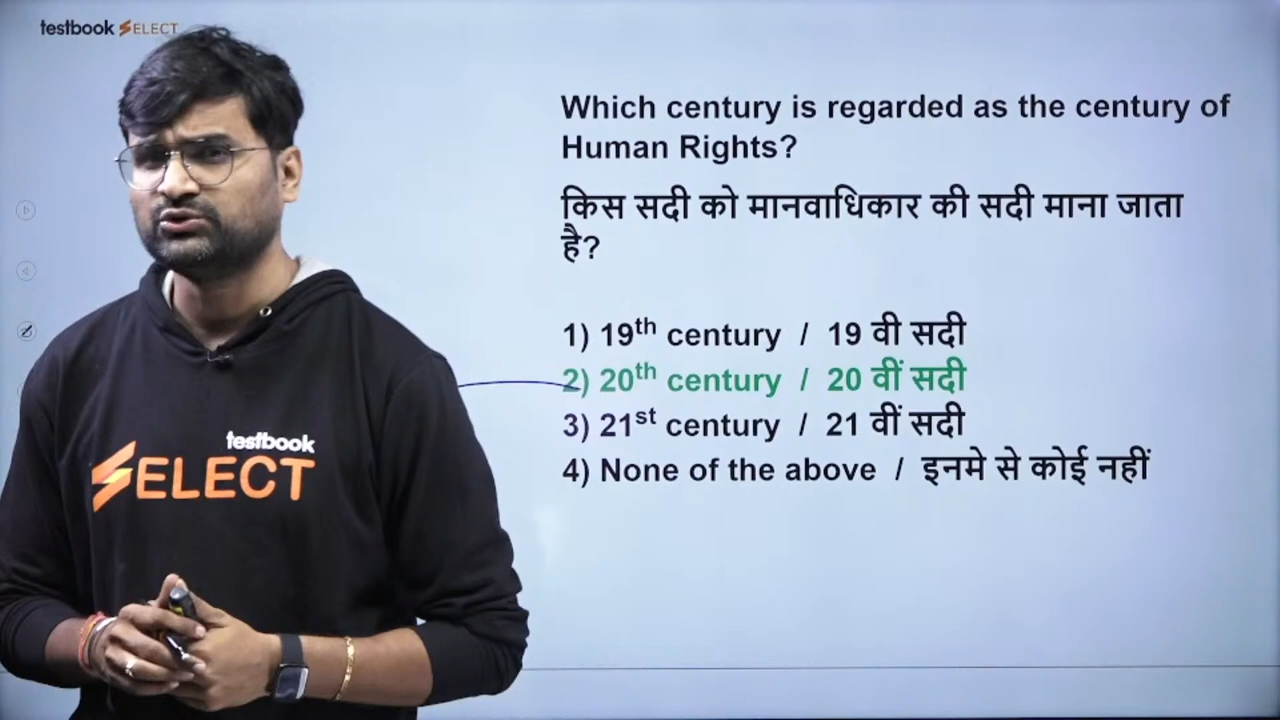 testbook SELECT
Which century is regarded as the century of
Human Rights?
किस सदी को मानवाधिकार की सदी माना जाता
है?
1) 19th century / 19 वी सदी
2) 20th century / 20 वीं सदी
3) 21st century / 21 वीं सदी
4) None of the above / इनमे से कोई नहीं
testbook
SELECT